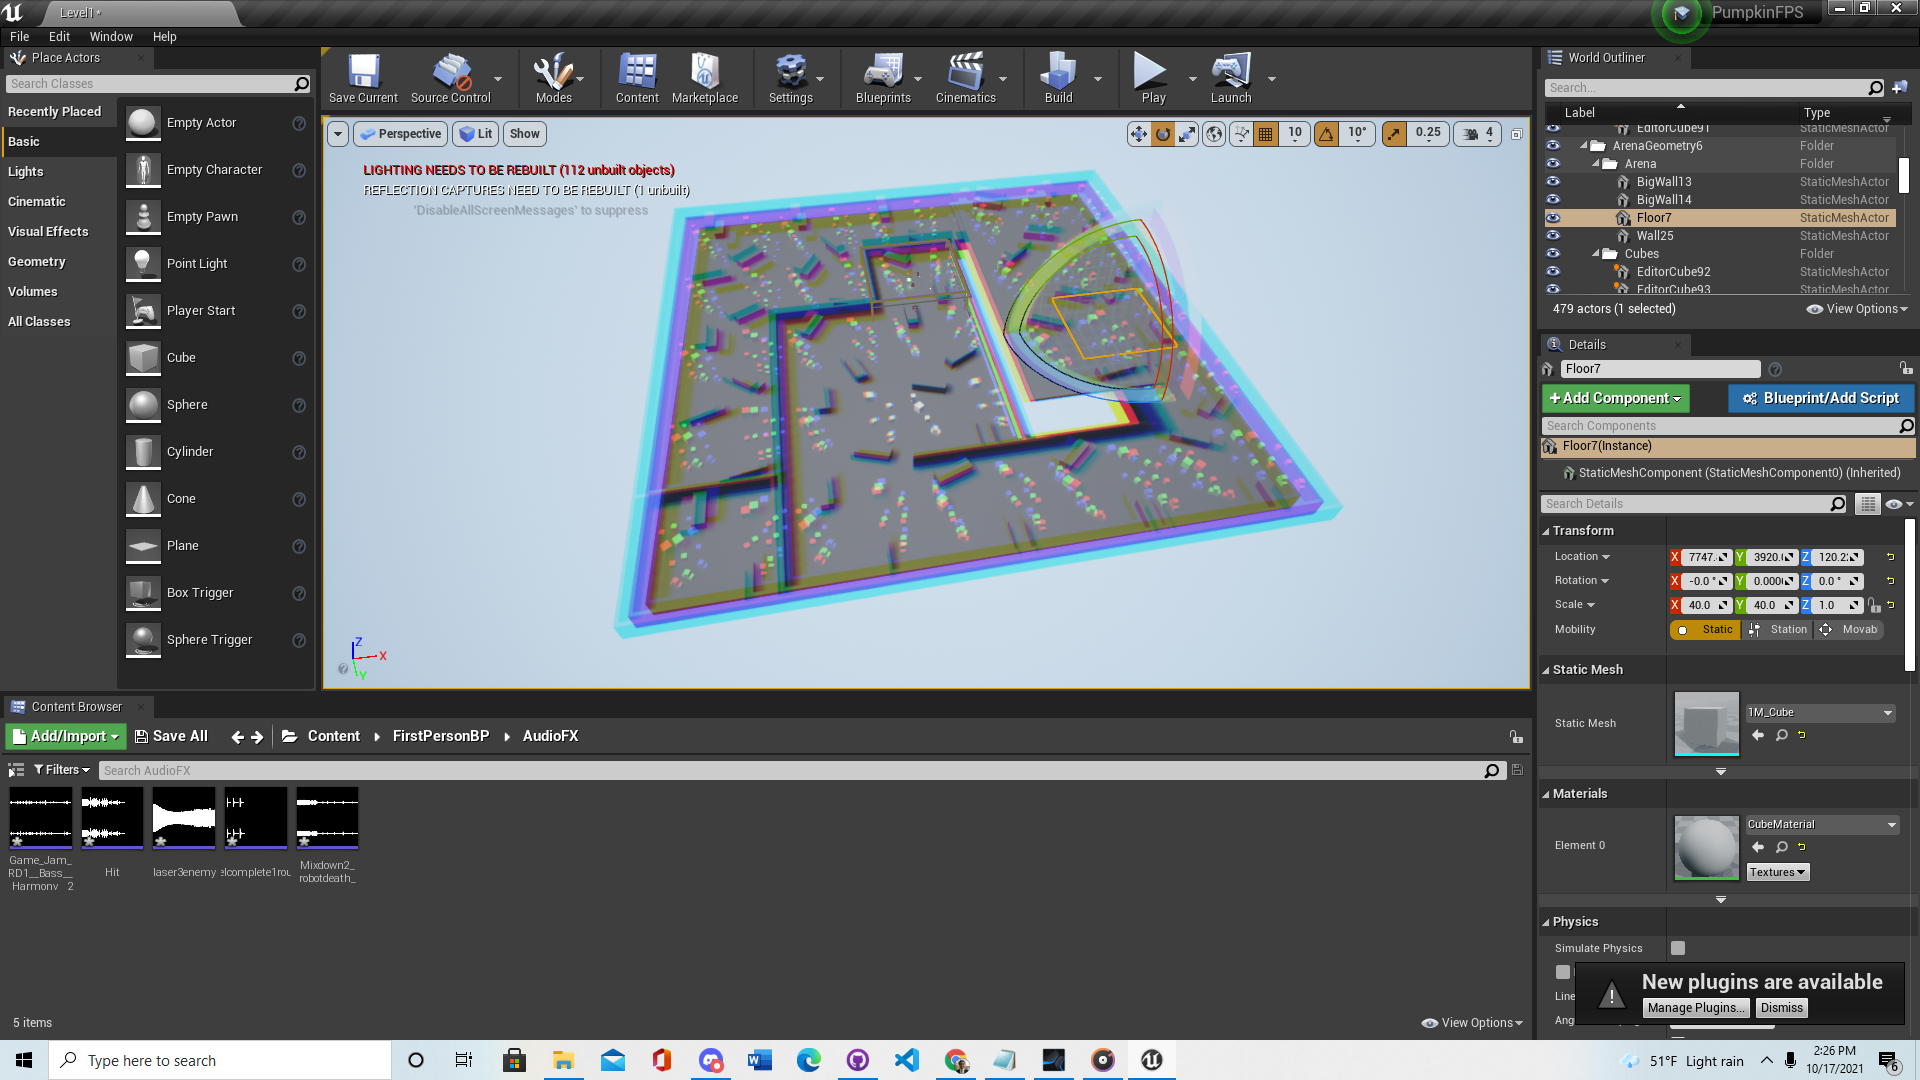 Level1*
PumpkinFPS
File Edit Window Help
Place Actors
Search Classes
Recently Placed
Basic
Lights
Cinematic
Visual Effects
Geometry
Volumes
All Classes
Empty Actor
Empty Character
Empty Pawn
Point Light
Player Start
Cube
Sphere
Cylinder
Cone
Plane
Box Trigger
Sphere Trigger
Save Current
Source Control
Modes
Content
Marketplace
Settings
Blueprints
Cinematics
Build
Play
Launch
Perspective
Lit
Show
10
10°
0.25
4
LIGHTING NEEDS TO BE REBUILT (112 unbuilt objects)
REFLECTION CAPTURES NEED TO BE REBUILT (1 unbuilt)
'DisableAllScreenMessages' to suppress
Z
X
Y
World Outliner
Search...
Label Type
EditorCube91 StaticMeshActor
ArenaGeometry6 Folder
Arena Folder
BigWall13 StaticMeshActor
BigWall14 StaticMeshActor
Floor7 StaticMeshActor
Wall25 StaticMeshActor
Cubes Folder
EditorCube92 StaticMeshActor
EditorCube93 StaticMeshActor
479 actors (1 selected)
View Options
Details
Floor7
+Add Component
Blueprint/Add Script
Search Components
Floor7(Instance)
StaticMeshComponent (StaticMeshComponent0) (Inherited)
Search Details
Transform
Location X 7747. Y 3920.( Z 120.2
Rotation X -0.0 ° Y 0.000 Z 0.0 °
Scale X 40.0 Y 40.0 Z 1.0
Mobility Static Station Movab
Static Mesh
Static Mesh
1M_Cube
Materials
Element 0
CubeMaterial
Textures
Physics
Simulate Physics
Line
Ang
New plugins are available
Manage Plugins...
Dismiss
Content Browser
Add/Import
Save All
Content
FirstPersonBP
AudioFX
Filters
Search AudioFX
Game_Jam_
RD1__Bass__
Harmony_ 2
Hit
laser3enemy
elcomplete1rou
Mixdown2_
robotdeath_
5 items
View Options
Type here to search
51°F Light rain
2:26 PM
10/17/2021
6